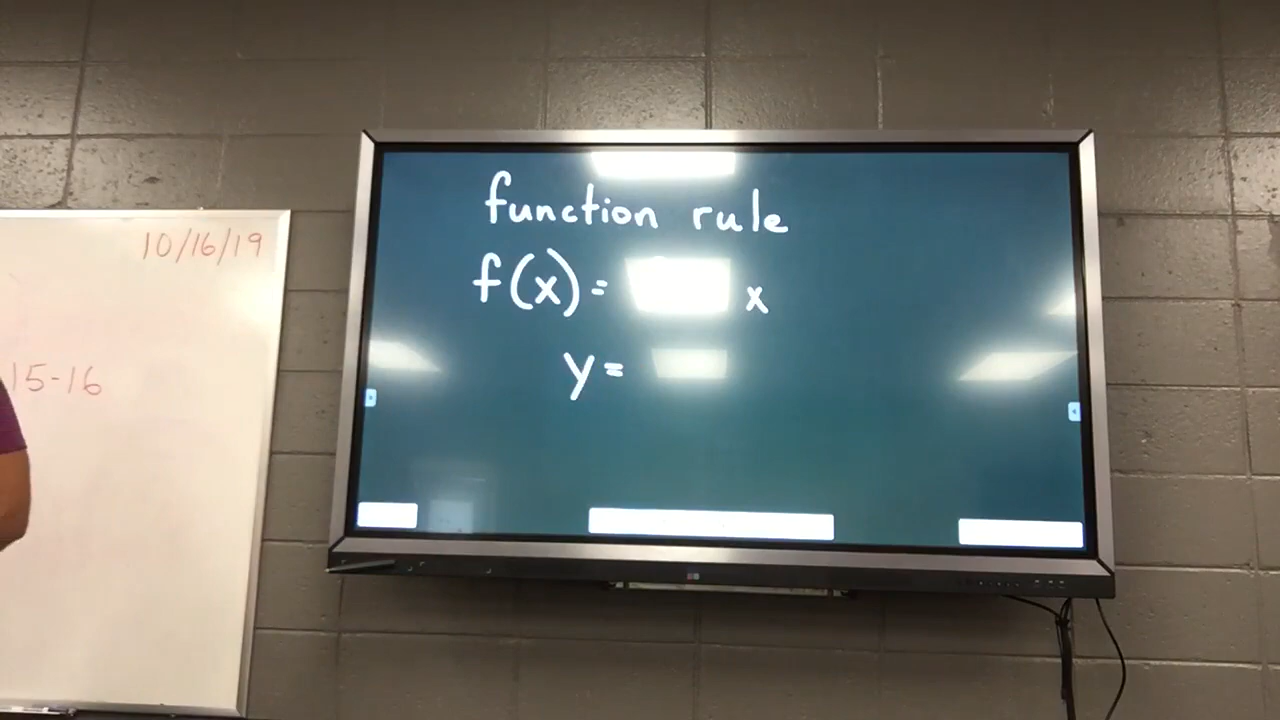 10/16/19
15-16
function rule
f(x)= x
y=